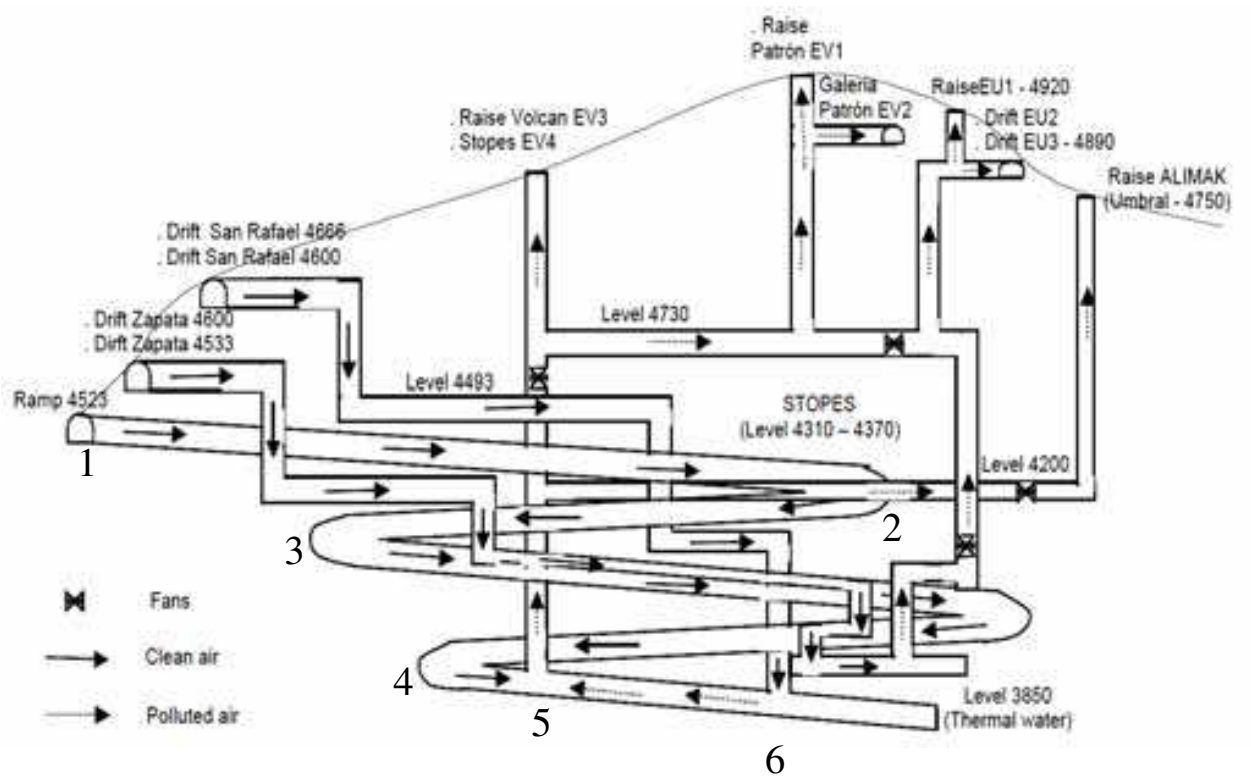 . Raise
Patrón EV1
Galeria
Patrón EV2
RaiseEU1 - 4920
. Drift EU2
. Drift EU3 - 4890
. Raise Volcan EV3
. Stopes EV4
Raise ALIMAK
(Umbral - 4750)
. Drift San Rafael 4666
. Drift San Rafael 4600
Level 4730
. Drift Zapata 4600
. Dirft Zapata 4533
Level 4493
Ramp 4523
STOPES
(Level 4310 – 4370)
Level 4200
1
2
3
Fans
Clean air
4
Level 3850
(Thermal water)
Polluted air
5
6